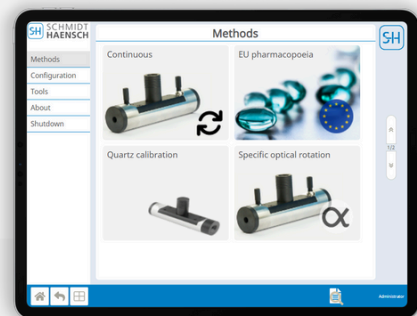 SCHMIDT
HAENSCH
Methods
Methods
Configuration
Tools
About
Shutdown
Continuous
EU pharmacopoeia
Quartz calibration
Specific optical rotation
α
1/2
Administrator
SH
SH